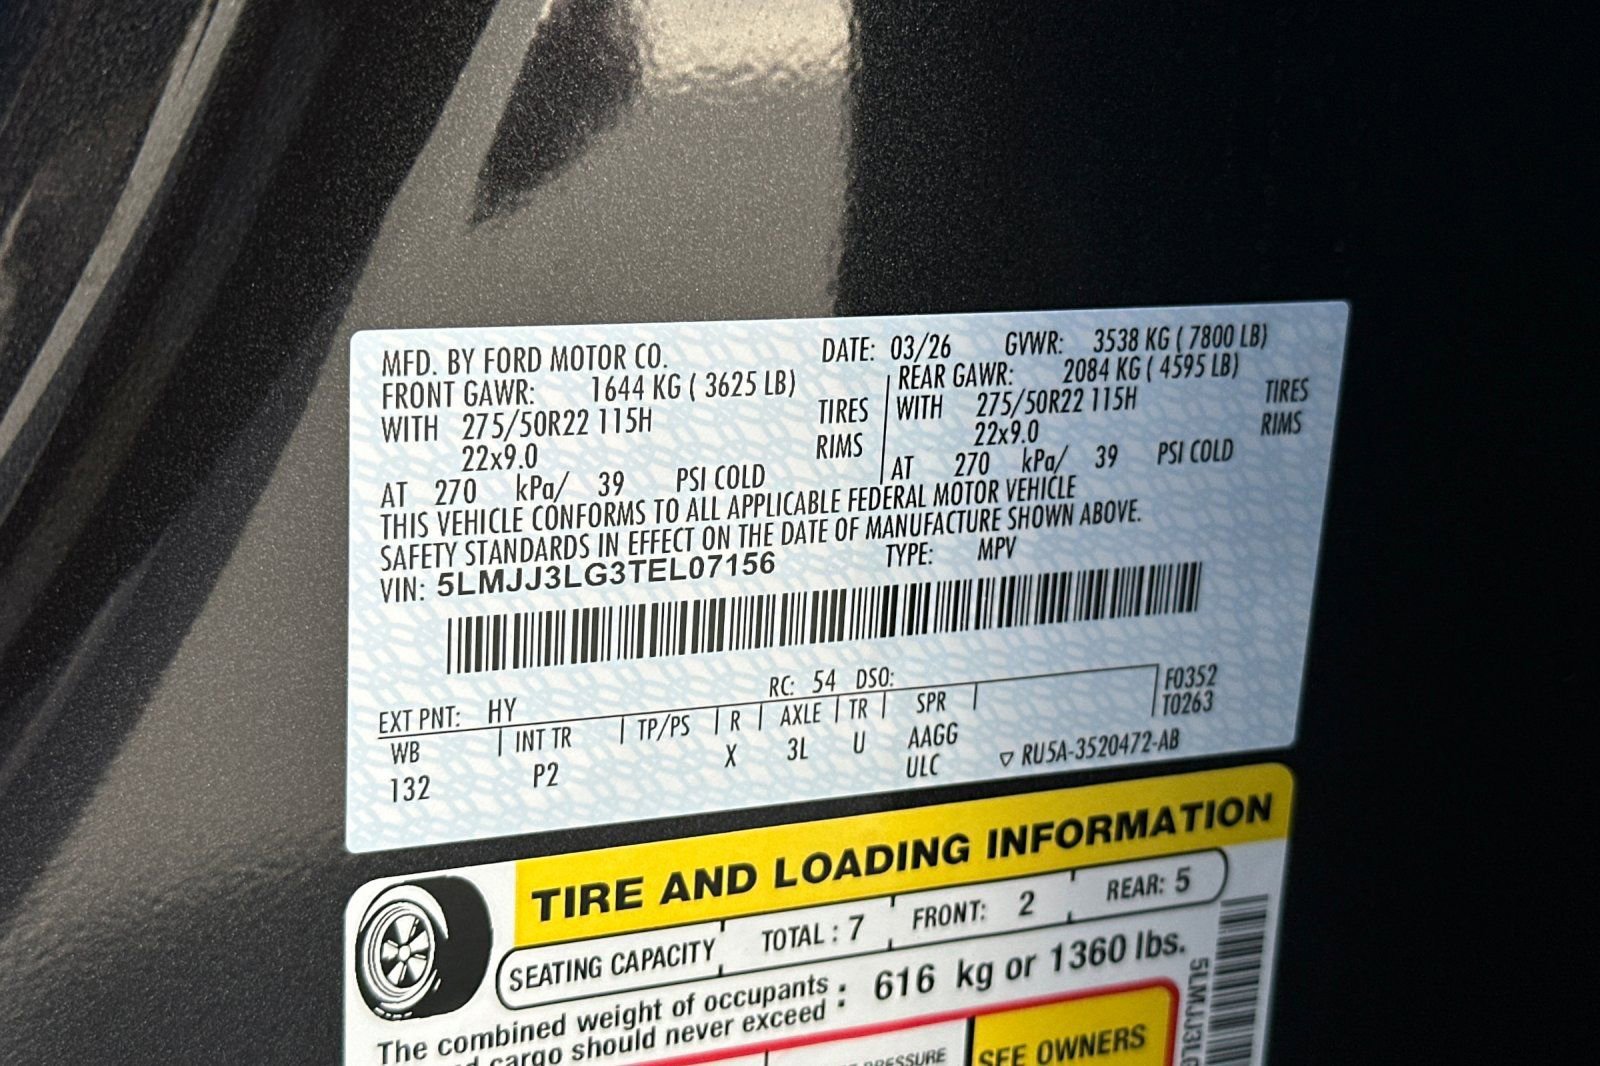 MFD. BY FORD MOTOR CO. DATE: 03/26 GVWR: 3538 KG ( 7800 LB)
FRONT GAWR: 1644 KG ( 3625 LB) REAR GAWR: 2084 KG ( 4595 LB)
WITH 275/50R22 115H TIRES WITH 275/50R22 115H TIRES
22x9.0 RIMS 22x9.0 RIMS
AT 270 kPa/ 39 PSI COLD AT 270 kPa/ 39 PSI COLD
THIS VEHICLE CONFORMS TO ALL APPLICABLE FEDERAL MOTOR VEHICLE
SAFETY STANDARDS IN EFFECT ON THE DATE OF MANUFACTURE SHOWN ABOVE.
VIN: 5LMJJ3LG3TEL07156 TYPE: MPV
EXT PNT: HY RC: 54 DSO: F0352
WB INT TR TP/PS R AXLE TR SPR T0263
132 P2 X 3L U AAGG
ULC ▽ RU5A-3520472-AB
TIRE AND LOADING INFORMATION
SEATING CAPACITY TOTAL : 7 FRONT: 2 REAR: 5
The combined weight of occupants : 616 kg or 1360 lbs.
cargo should never exceed
PRESSURE SEE OWNERS